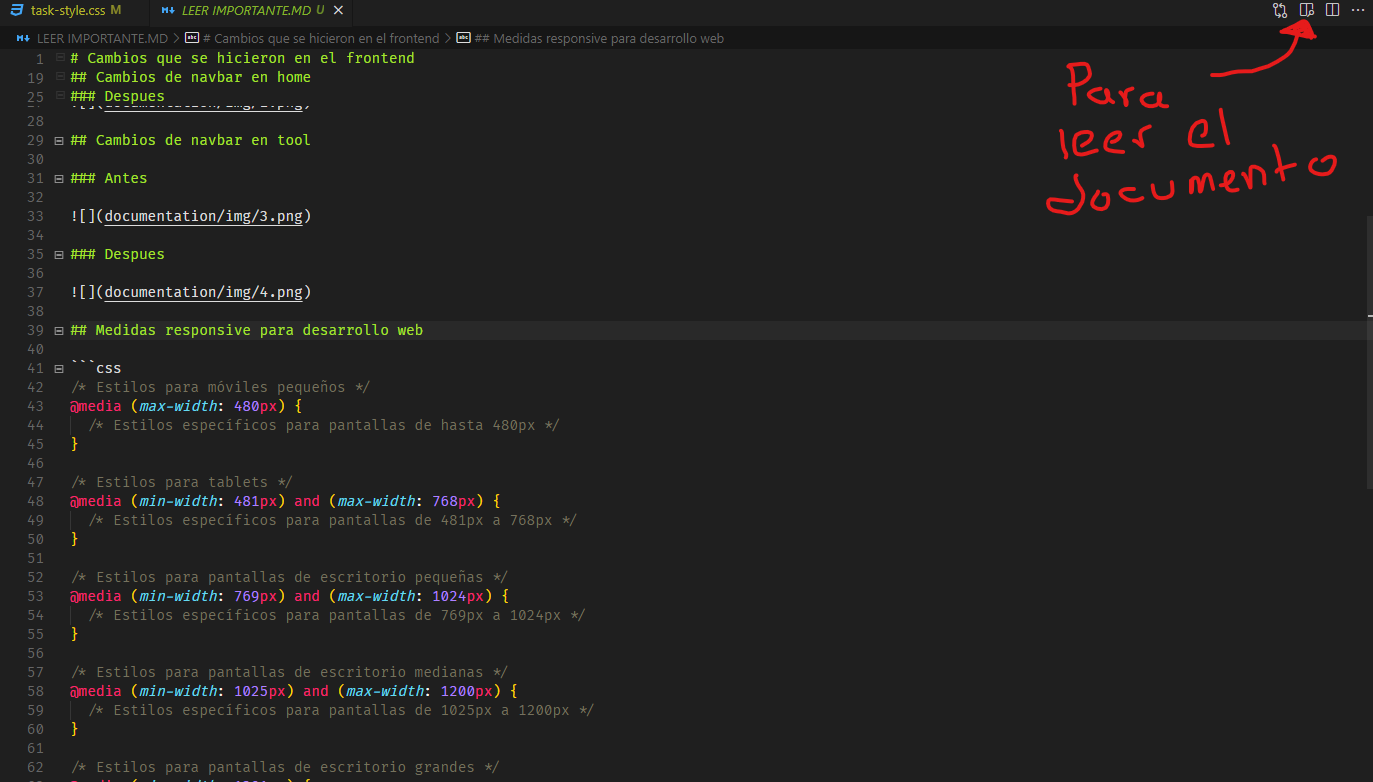 task-style.css M
LEER IMPORTANTE.MD U
LEER IMPORTANTE.MD > # Cambios que se hicieron en el frontend > ## Medidas responsive para desarrollo web
Para
leer el
documento
1 # Cambios que se hicieron en el frontend
19 ## Cambios de navbar en home
25 ### Despues
28
29 ## Cambios de navbar en tool
30
31 ### Antes
32
33 ![](documentation/img/3.png)
34
35 ### Despues
36
37 ![](documentation/img/4.png)
38
39 ## Medidas responsive para desarrollo web
40
41 ```css
42 /* Estilos para móviles pequeños */
43 @media (max-width: 480px) {
44 /* Estilos específicos para pantallas de hasta 480px */
45 }
46
47 /* Estilos para tablets */
48 @media (min-width: 481px) and (max-width: 768px) {
49 /* Estilos específicos para pantallas de 481px a 768px */
50 }
51
52 /* Estilos para pantallas de escritorio pequeñas */
53 @media (min-width: 769px) and (max-width: 1024px) {
54 /* Estilos específicos para pantallas de 769px a 1024px */
55 }
56
57 /* Estilos para pantallas de escritorio medianas */
58 @media (min-width: 1025px) and (max-width: 1200px) {
59 /* Estilos específicos para pantallas de 1025px a 1200px */
60 }
61
62 /* Estilos para pantallas de escritorio grandes */